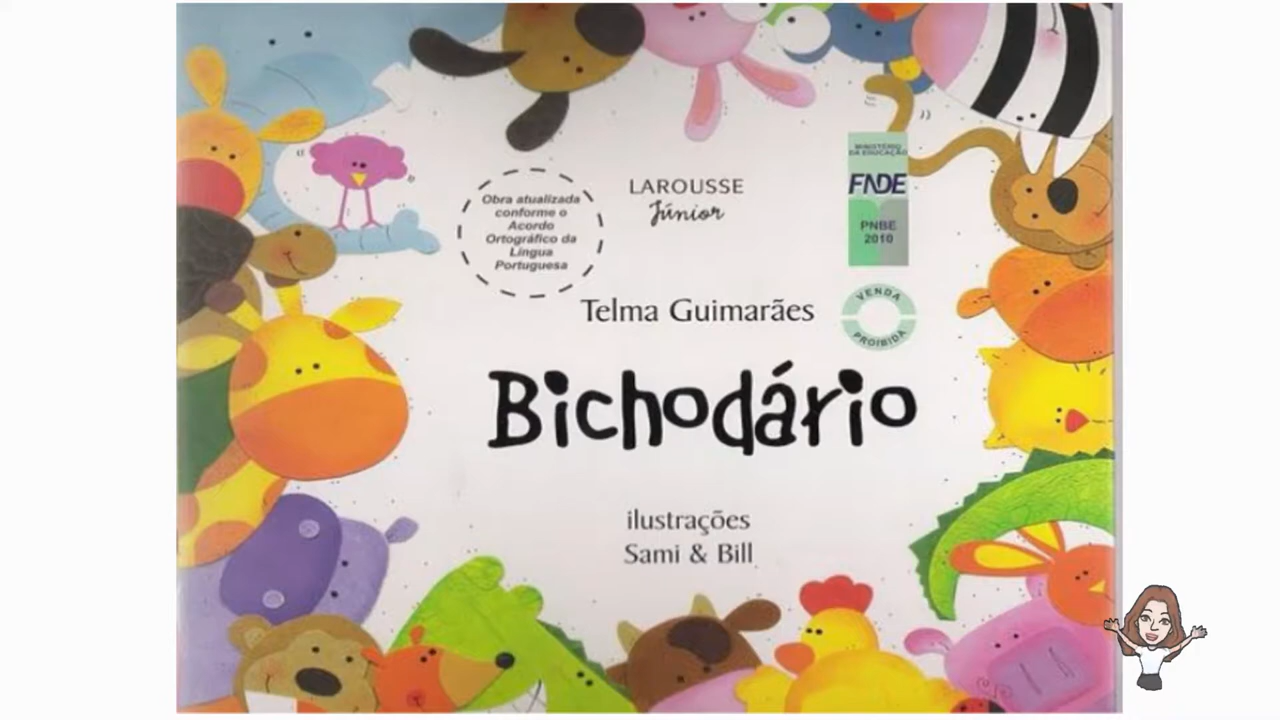 Obra atualizada
conforme o
Acordo
Ortográfico da
Língua
Portuguesa
LAROUSSE
Júnior
MINISTÉRIO
DA EDUCAÇÃO
FNDE
PNBE
2010
VENDA
PROIBIDA
Telma Guimarães
Bichodário
ilustrações
Sami & Bill